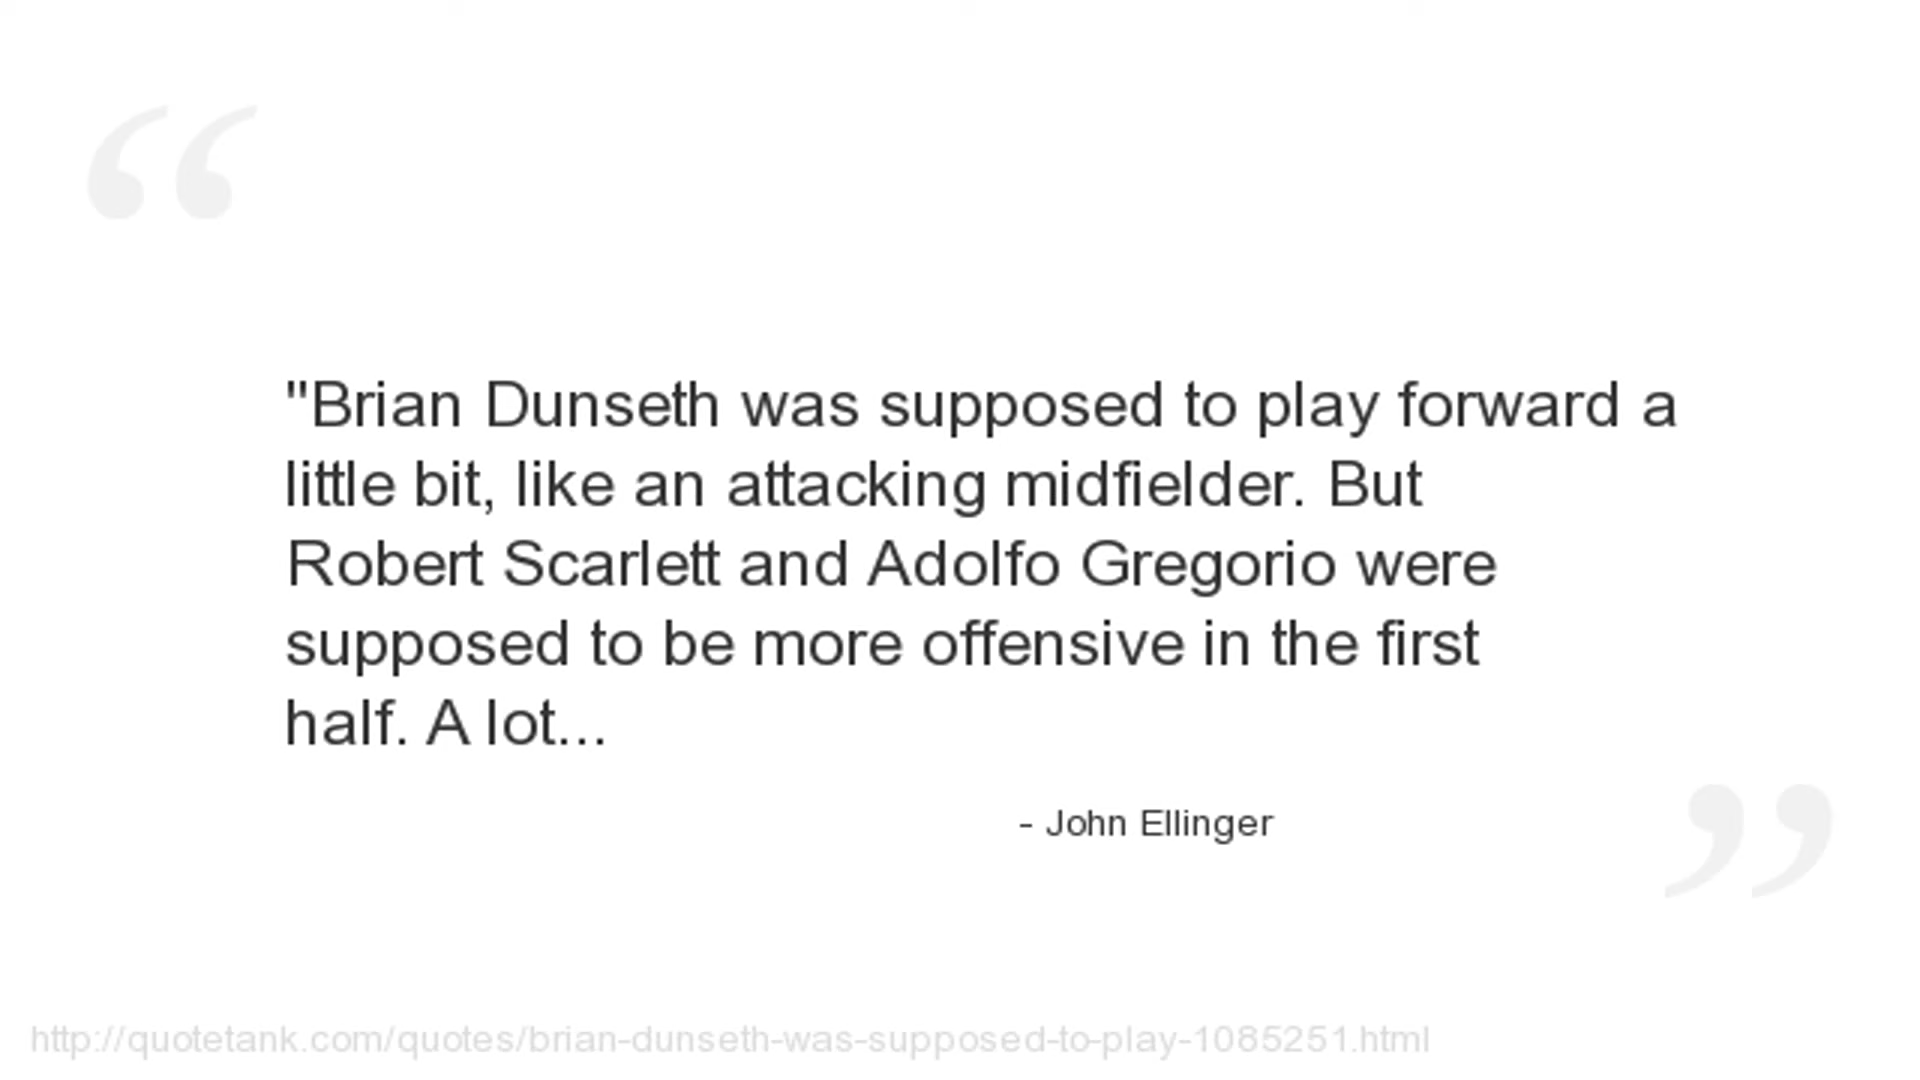 "Brian Dunseth was supposed to play forward a
little bit, like an attacking midfielder. But
Robert Scarlett and Adolfo Gregorio were
supposed to be more offensive in the first
half. A lot...
- John Ellinger
http://quotetank.com/quotes/brian-dunseth-was-supposed-to-play-1085251.html